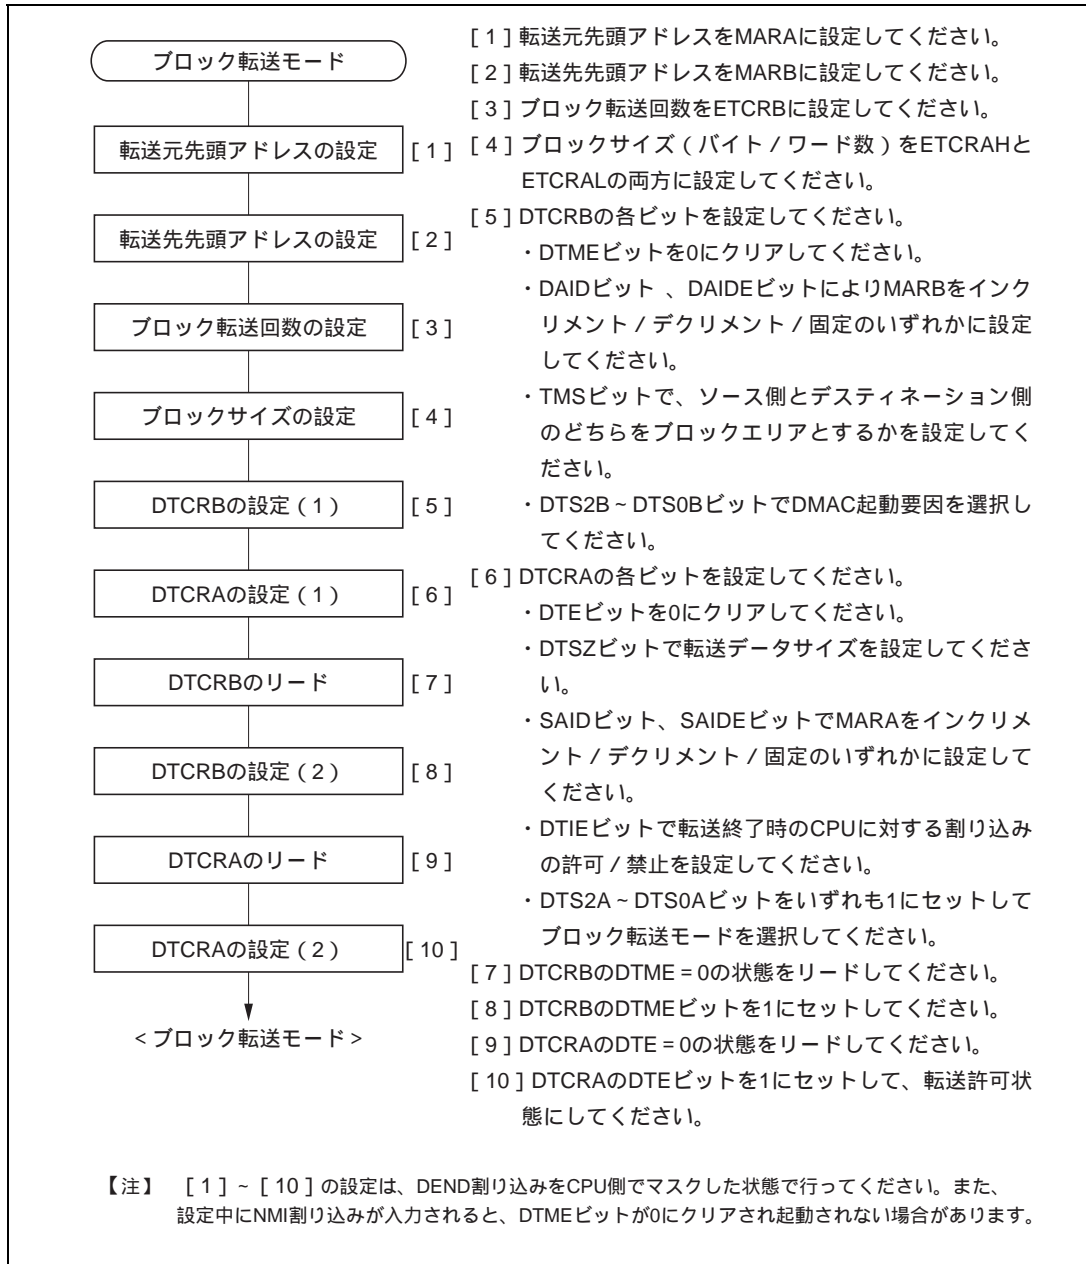 ブロック転送モード
転送元先頭アドレスの設定 [ 1 ]
転送先先頭アドレスの設定 [ 2 ]
ブロック転送回数の設定 [ 3 ]
ブロックサイズの設定 [ 4 ]
DTCRBの設定(1) [ 5 ]
DTCRAの設定(1) [ 6 ]
DTCRBのリード [ 7 ]
DTCRBの設定(2) [ 8 ]
DTCRAのリード [ 9 ]
DTCRAの設定(2) [ 10 ]
<ブロック転送モード>
[ 1 ] 転送元先頭アドレスをMARAに設定してください。
[ 2 ] 転送先先頭アドレスをMARBに設定してください。
[ 3 ] ブロック転送回数をETCRBに設定してください。
[ 4 ] ブロックサイズ(バイト/ワード数)をETCRAHと
ETCRALの両方に設定してください。
[ 5 ] DTCRBの各ビットを設定してください。
・DTMEビットを0にクリアしてください。
・DAIDビット 、DAIDEビットによりMARBをインク
リメント/デクリメント/固定のいずれかに設定
してください。
・TMSビットで、ソース側とデスティネーション側
のどちらをブロックエリアとするかを設定してく
ださい。
・DTS2B~DTS0BビットでDMAC起動要因を選択し
てください。
[ 6 ] DTCRAの各ビットを設定してください。
・DTEビットを0にクリアしてください。
・DTSZビットで転送データサイズを設定してくださ
い。
・SAIDビット、SAIDEビットでMARAをインクリメ
ント/デクリメント/固定のいずれかに設定して
ください。
・DTIEビットで転送終了時のCPUに対する割り込み
の許可/禁止を設定してください。
・DTS2A~DTS0Aビットをいずれも1にセットして
ブロック転送モードを選択してください。
[ 7 ] DTCRBのDTME=0の状態をリードしてください。
[ 8 ] DTCRBのDTMEビットを1にセットしてください。
[ 9 ] DTCRAのDTE=0の状態をリードしてください。
[ 10 ] DTCRAのDTEビットを1にセットして、転送許可状
態にしてください。
【注】 [ 1 ] ~ [ 10 ] の設定は、DEND割り込みをCPU側でマスクした状態で行ってください。また、
設定中にNMI割り込みが入力されると、DTMEビットが0にクリアされ起動されない場合があります。